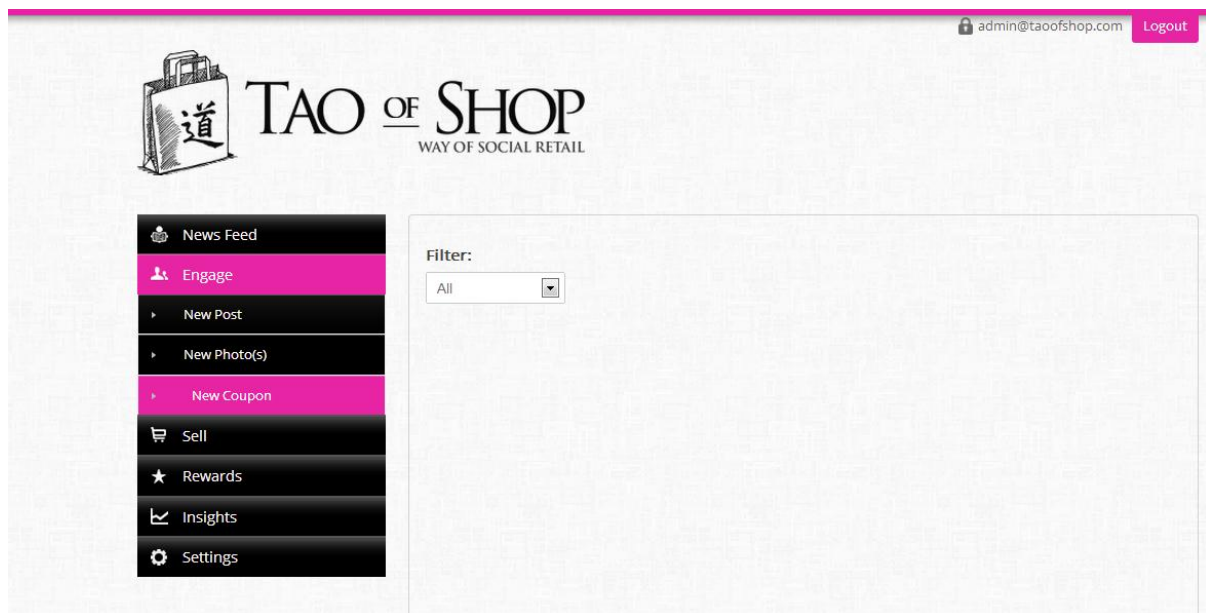 admin@taoofshop.com Logout
道
TAO OF SHOP
WAY OF SOCIAL RETAIL
News Feed
Engage
New Post
New Photo(s)
New Coupon
Sell
Rewards
Insights
Settings
Filter:
All